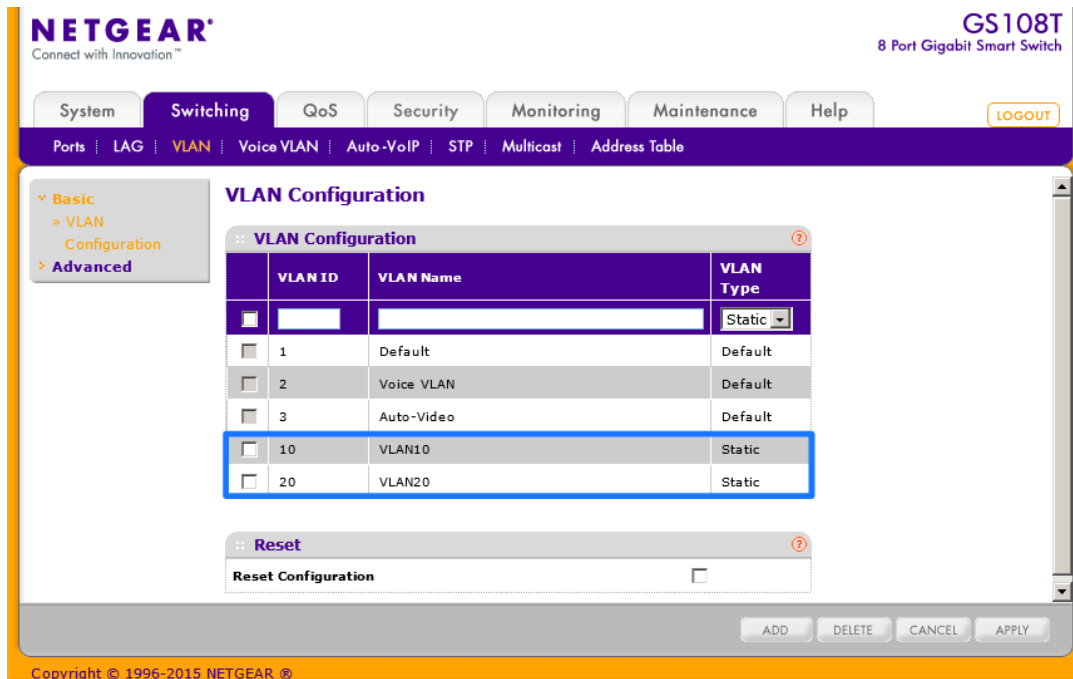 NETGEAR®
Connect with Innovation™
GS108T
8 Port Gigabit Smart Switch
System Switching QoS Security Monitoring Maintenance Help LOGOUT
Ports LAG VLAN Voice VLAN Auto-VoIP STP Multicast Address Table
Basic
» VLAN
Configuration
Advanced
VLAN Configuration
VLAN Configuration ?
VLAN ID VLAN Name VLAN Type
Static
1 Default Default
2 Voice VLAN Default
3 Auto-Video Default
10 VLAN10 Static
20 VLAN20 Static
Reset ?
Reset Configuration
ADD DELETE CANCEL APPLY
Copyright © 1996-2015 NETGEAR ®